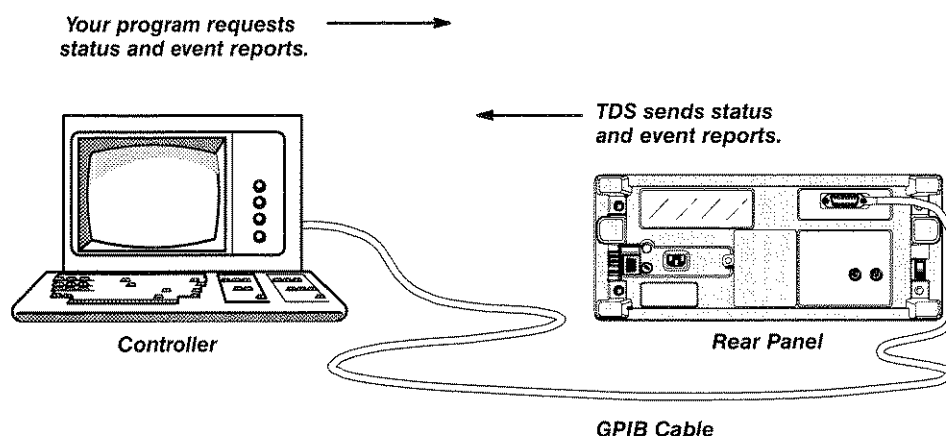 Your program requests
status and event reports.
TDS sends status
and event reports.
Controller
Rear Panel
GPIB Cable